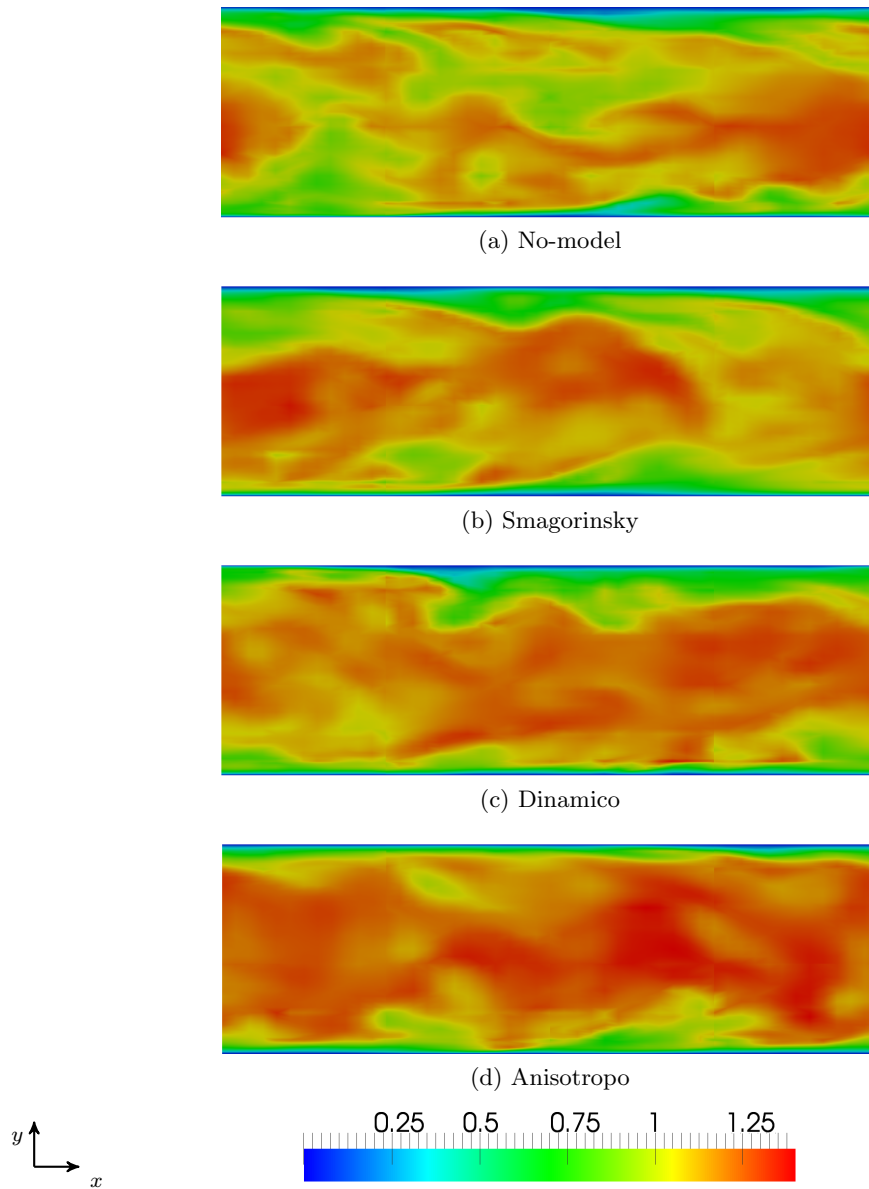 (a) No-model
(b) Smagorinsky
(c) Dinamico
(d) Anisotropo
0.25 0.5 0.75 1 1.25
y
x